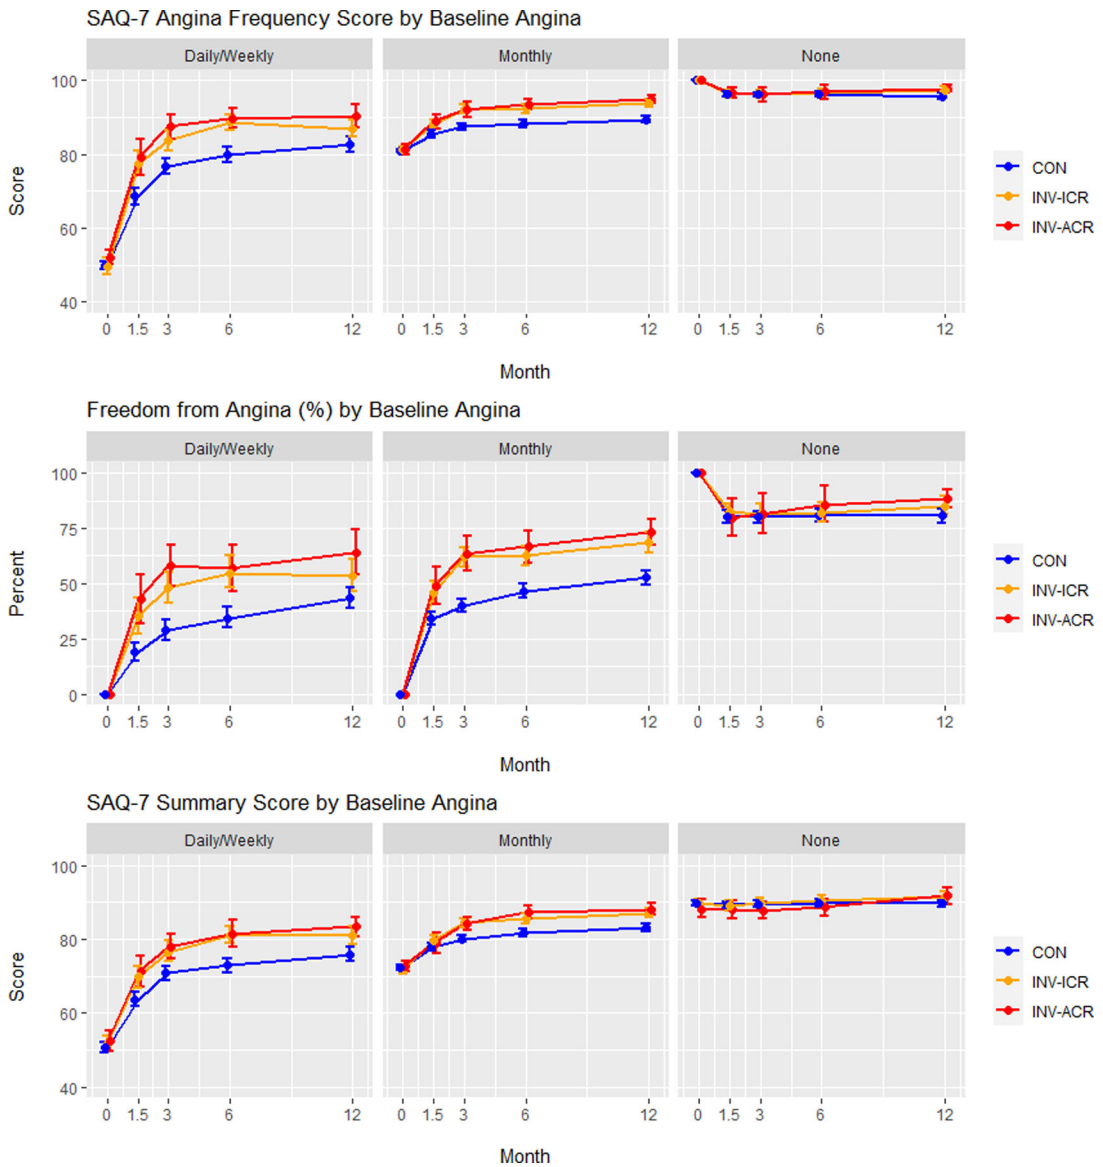 SAQ-7 Angina Frequency Score by Baseline Angina
Daily/Weekly Monthly None
100
80
60
40
Score
0 1.5 3 6 12 0 1.5 3 6 12 0 1.5 3 6 12
Month
CON
INV-ICR
INV-ACR
Freedom from Angina (%) by Baseline Angina
Daily/Weekly Monthly None
100
75
50
25
0
Percent
0 1.5 3 6 12 0 1.5 3 6 12 0 1.5 3 6 12
Month
CON
INV-ICR
INV-ACR
SAQ-7 Summary Score by Baseline Angina
Daily/Weekly Monthly None
100
80
60
40
Score
0 1.5 3 6 12 0 1.5 3 6 12 0 1.5 3 6 12
Month
CON
INV-ICR
INV-ACR